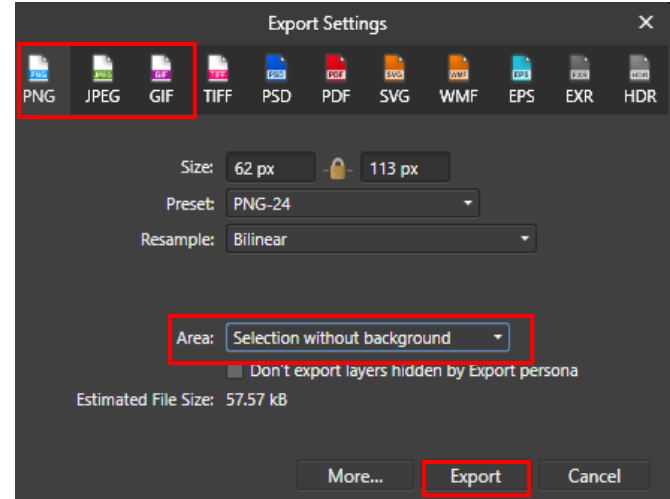 Export Settings
PNG JPEG GIF TIFF PSD PDF SVG WMF EPS EXR HDR
PNG JPEG GIF TIFF PSD PDF SVG WMF EPS EXR HDR
Size: 62 px 113 px
Preset: PNG-24
Resample: Bilinear
Area: Selection without background
Don't export layers hidden by Export persona
Estimated File Size: 57.57 kB
More... Export Cancel